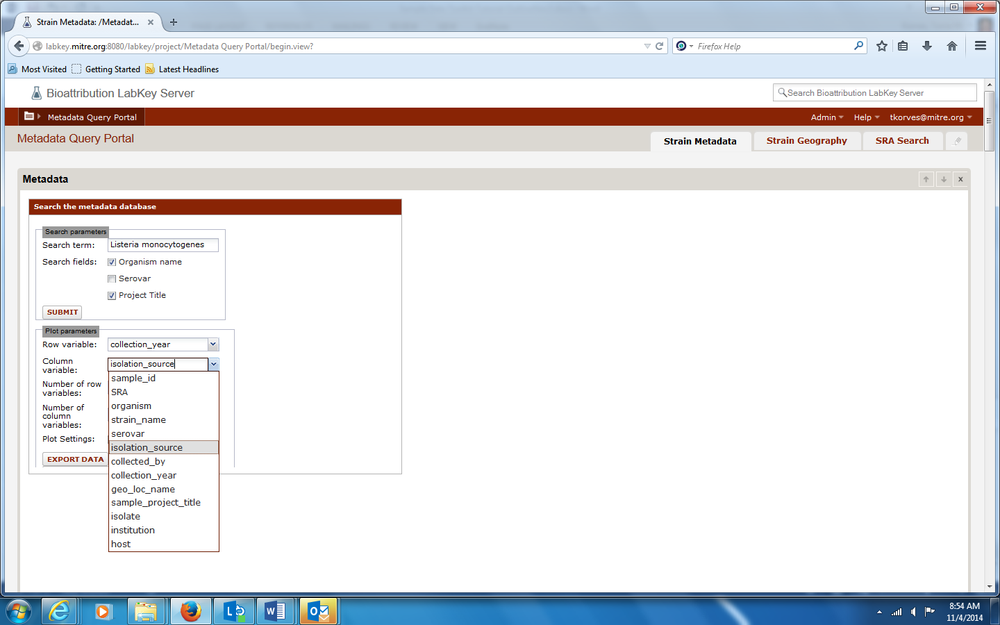 Strain Metadata: /Metadat...
labkey.mitre.org:8080/labkey/project/Metadata Query Portal/begin.view?
Firefox Help
Most Visited
Getting Started
Latest Headlines
Bioattribution LabKey Server
Search Bioattribution LabKey Server
Metadata Query Portal
Admin
Help
tkorves@mitre.org
Metadata Query Portal
Strain Metadata
Strain Geography
SRA Search
Metadata
Search the metadata database
Search parameters
Search term:
Listeria monocytogenes
Search fields:
Organism name
Serovar
Project Title
SUBMIT
Plot parameters
Row variable:
collection_year
Column
variable:
isolation_source
Number of row
variables:
Number of
column
variables:
Plot Settings:
EXPORT DATA
sample_id
SRA
organism
strain_name
serovar
isolation_source
collected_by
collection_year
geo_loc_name
sample_project_title
isolate
institution
host
8:54 AM
11/4/2014